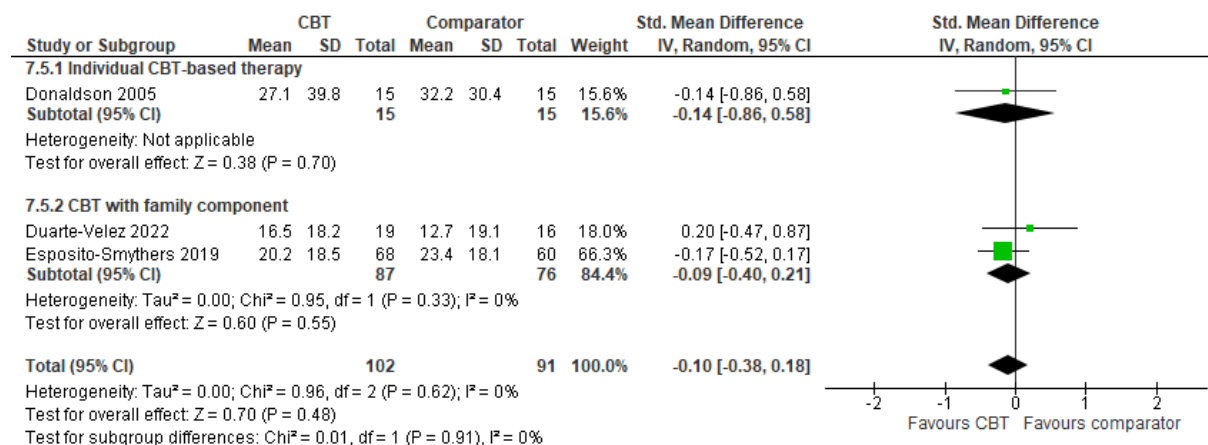 CBT Comparator Std. Mean Difference Std. Mean Difference
Study or Subgroup Mean SD Total Mean SD Total Weight IV, Random, 95% CI IV, Random, 95% CI
7.5.1 Individual CBT-based therapy
Donaldson 2005 27.1 39.8 15 32.2 30.4 15 15.6% -0.14 [-0.86, 0.58]
Subtotal (95% CI) 15 15 15.6% -0.14 [-0.86, 0.58]
Heterogeneity: Not applicable
Test for overall effect: Z = 0.38 (P = 0.70)
7.5.2 CBT with family component
Duarte-Velez 2022 16.5 18.2 19 12.7 19.1 16 18.0% 0.20 [-0.47, 0.87]
Esposito-Smythers 2019 20.2 18.5 68 23.4 18.1 60 66.3% -0.17 [-0.52, 0.17]
Subtotal (95% CI) 87 76 84.4% -0.09 [-0.40, 0.21]
Heterogeneity: Tau² = 0.00; Chi² = 0.95, df = 1 (P = 0.33); I² = 0%
Test for overall effect: Z = 0.60 (P = 0.55)
Total (95% CI) 102 91 100.0% -0.10 [-0.38, 0.18]
Heterogeneity: Tau² = 0.00; Chi² = 0.96, df = 2 (P = 0.62); I² = 0%
Test for overall effect: Z = 0.70 (P = 0.48)
Test for subgroup differences: Chi² = 0.01, df = 1 (P = 0.91), I² = 0%
-2 -1 0 1 2
Favours CBT Favours comparator